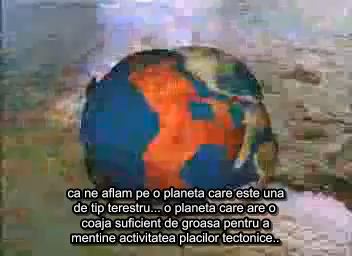 ca ne aflam pe o planeta care este una
de tip terestru... o planeta care are o
coaja suficient de groasa pentru a
mentine activitatea placilor tectonice..